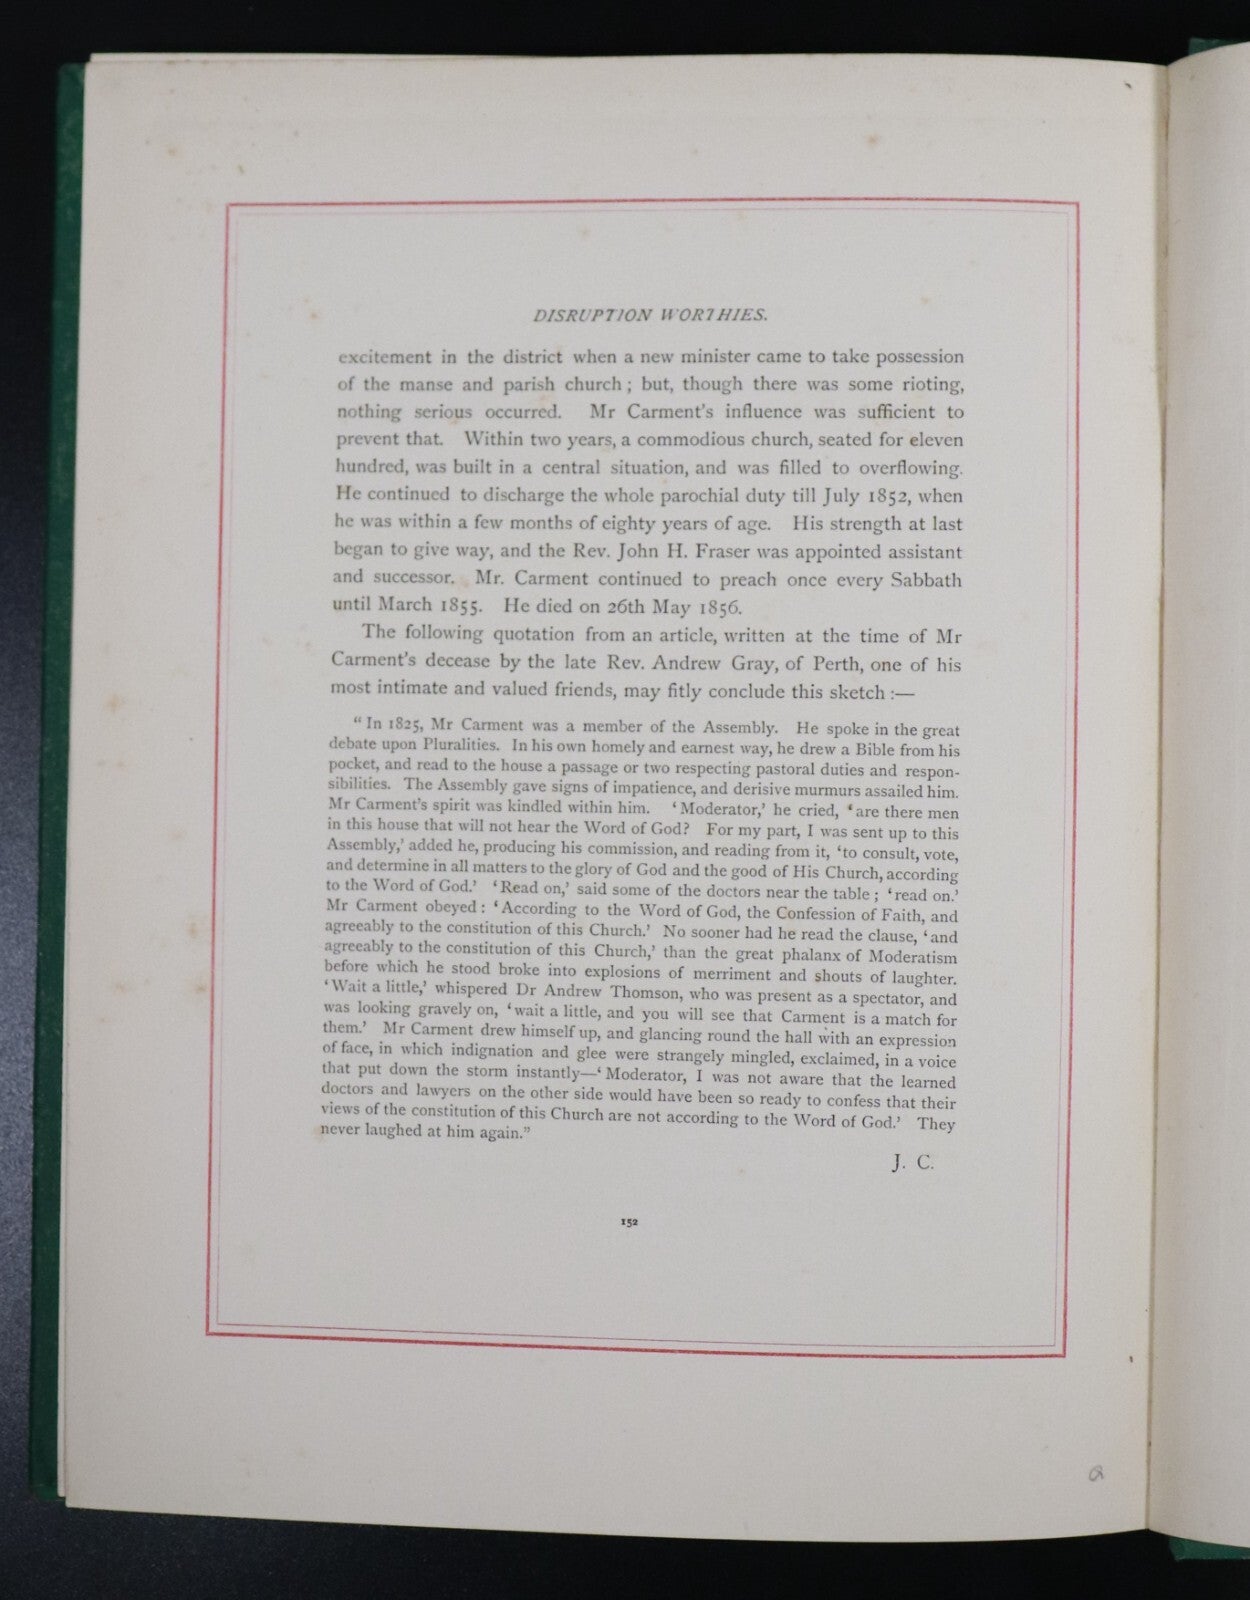 DISRUPTION WORTHIES.
excitement in the district when a new minister came to take possession
of the manse and parish church; but, though there was some rioting,
nothing serious occurred. Mr Carment's influence was sufficient to
prevent that. Within two years, a commodious church, seated for eleven
hundred, was built in a central situation, and was filled to overflowing.
He continued to discharge the whole parochial duty till July 1852, when
he was within a few months of eighty years of age. His strength at last
began to give way, and the Rev. John H. Fraser was appointed assistant
and successor. Mr. Carment continued to preach once every Sabbath
until March 1855. He died on 26th May 1856.
The following quotation from an article, written at the time of Mr
Carment's decease by the late Rev. Andrew Gray, of Perth, one of his
most intimate and valued friends, may fitly conclude this sketch:—
"In 1825, Mr Carment was a member of the Assembly. He spoke in the great
debate upon Pluralities. In his own homely and earnest way, he drew a Bible from his
pocket, and read to the house a passage or two respecting pastoral duties and respon-
sibilities. The Assembly gave signs of impatience, and derisive murmurs assailed him.
Mr Carment's spirit was kindled within him. 'Moderator,' he cried, 'are there men
in this house that will not hear the Word of God? For my part, I was sent up to this
Assembly,' added he, producing his commission, and reading from it, 'to consult, vote,
and determine in all matters to the glory of God and the good of His Church, according
to the Word of God.' 'Read on,' said some of the doctors near the table; 'read on.'
Mr Carment obeyed: 'According to the Word of God, the Confession of Faith, and
agreeably to the constitution of this Church.' No sooner had he read the clause, 'and
agreeably to the constitution of this Church,' than the great phalanx of Moderatism
before which he stood broke into explosions of merriment and shouts of laughter.
'Wait a little,' whispered Dr Andrew Thomson, who was present as a spectator, and
was looking gravely on, 'wait a little, and you will see that Carment is a match for
them.' Mr Carment drew himself up, and glancing round the hall with an expression
of face, in which indignation and glee were strangely mingled, exclaimed, in a voice
that put down the storm instantly—'Moderator, I was not aware that the learned
doctors and lawyers on the other side would have been so ready to confess that their
views of the constitution of this Church are not according to the Word of God.' They
never laughed at him again."
J. C.
152